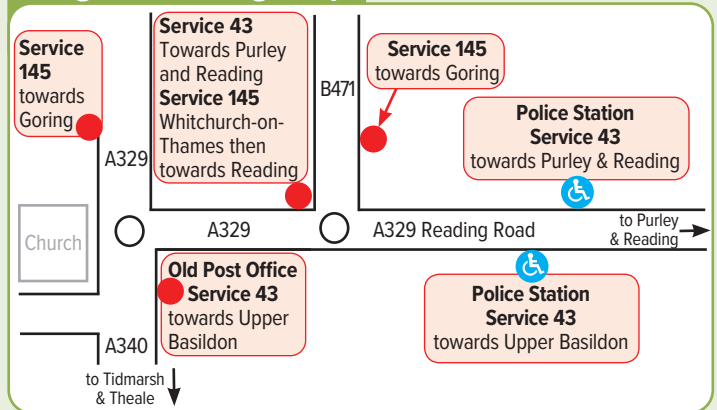 Service
145
towards
Goring
Service 43
Towards Purley
and Reading
Service 145
Whitchurch-on-
Thames then
towards Reading
B471
Service 145
towards Goring
Police Station
Service 43
towards Purley & Reading
A329
Church
A329
A329 Reading Road
to Purley
& Reading
Old Post Office
Service 43
towards Upper
Basildon
Police Station
Service 43
towards Upper Basildon
A340
to Tidmarsh
& Theale